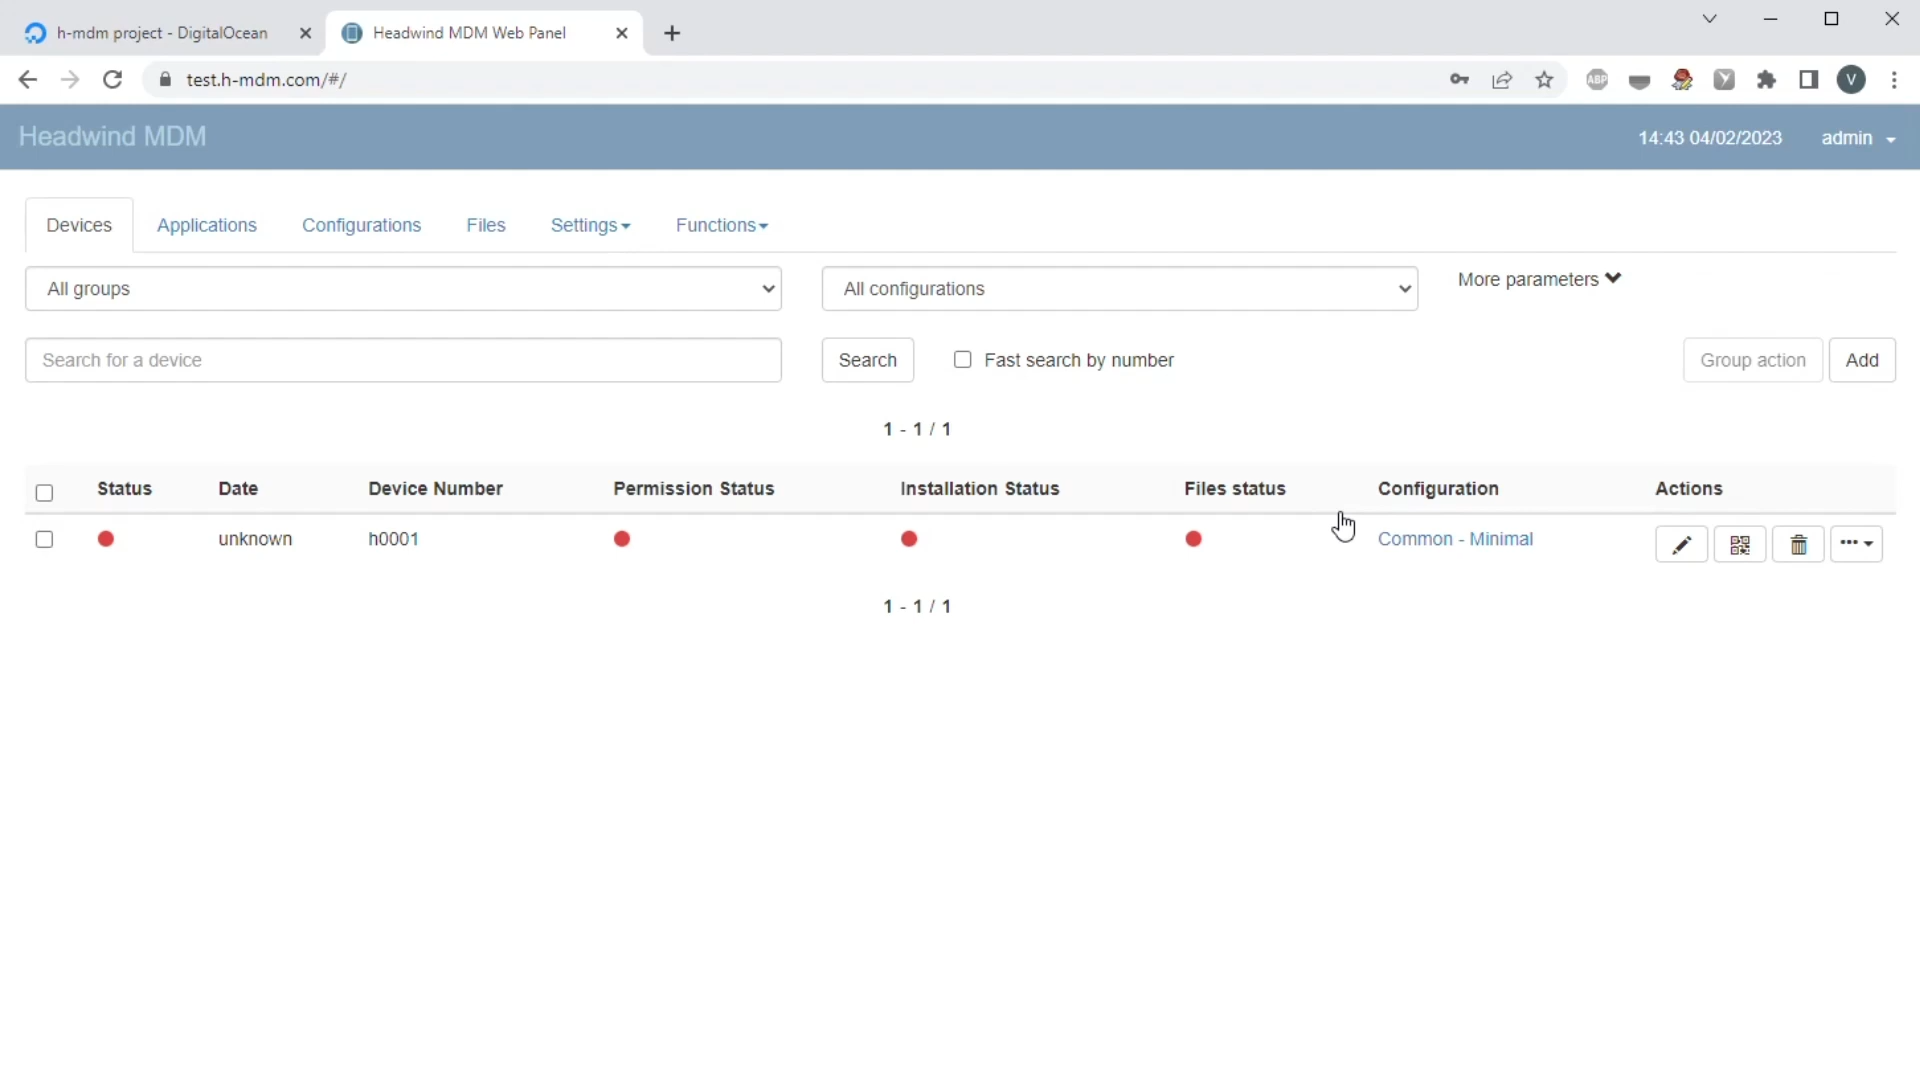 h-mdm project - DigitalOcean
Headwind MDM Web Panel
test.h-mdm.com/#/
ABP
V
Headwind MDM
14:43 04/02/2023
admin
Devices
Applications
Configurations
Files
Settings
Functions
All groups
All configurations
More parameters
Search for a device
Search
Fast search by number
Group action
Add
1 - 1 / 1
Status Date Device Number Permission Status Installation Status Files status Configuration Actions
unknown h0001 Common - Minimal
1 - 1 / 1